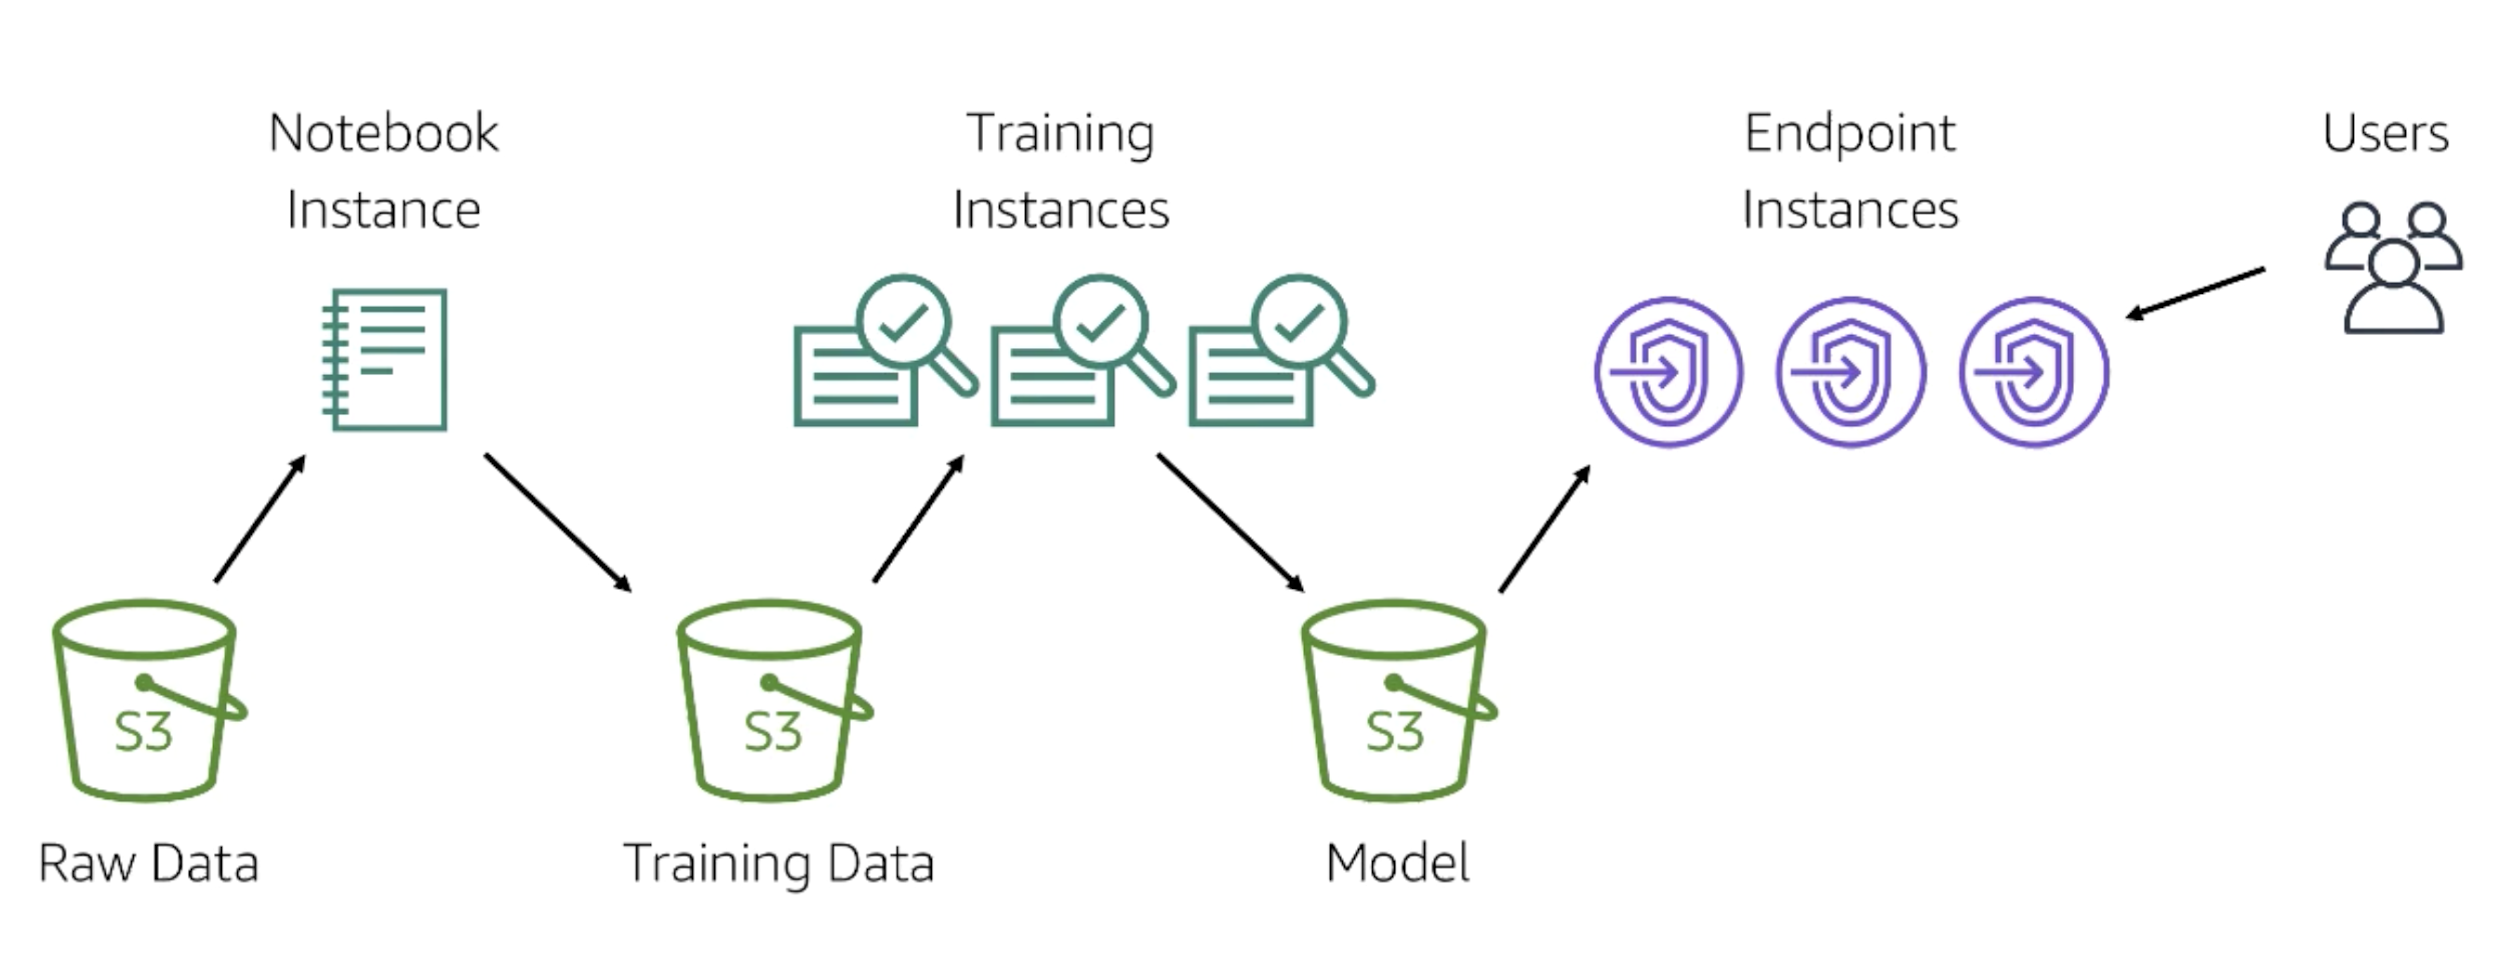 Notebook
Instance
Training
Instances
Endpoint
Instances
Users
S3
S3
S3
Raw Data
Training Data
Model